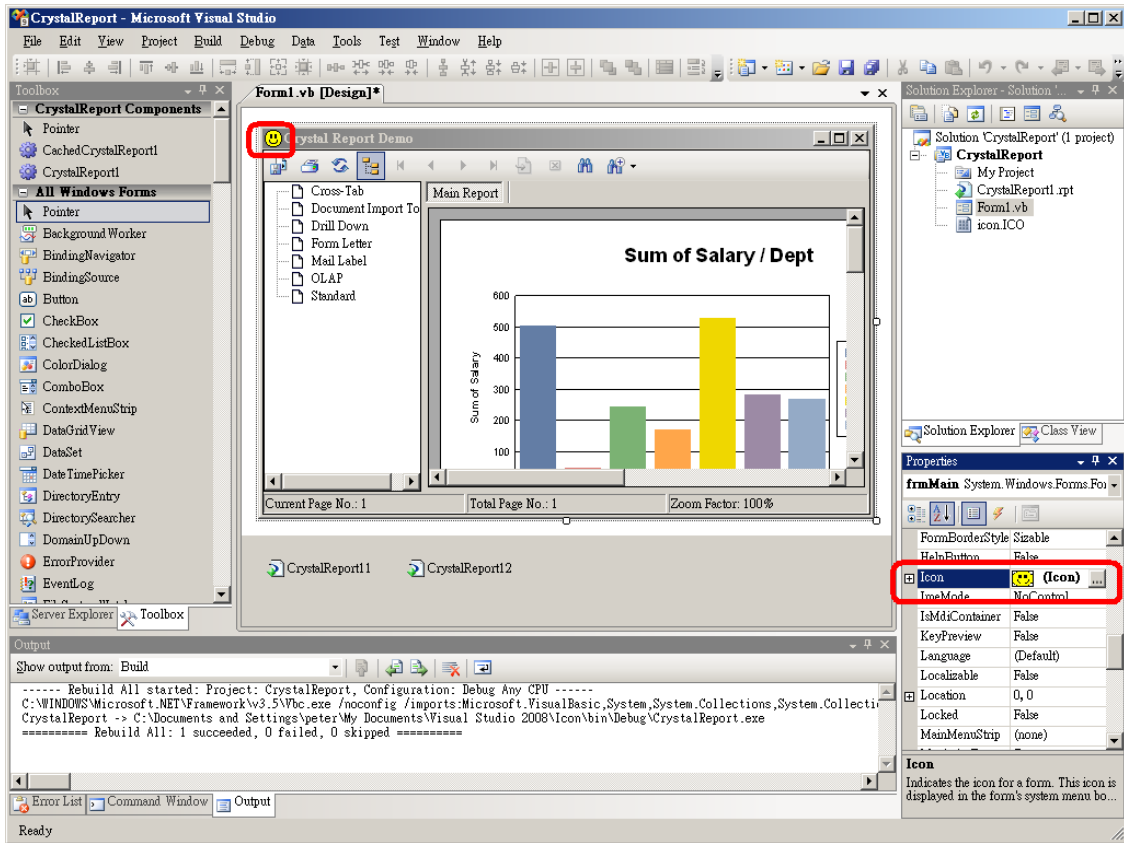 CrystalReport - Microsoft Visual Studio
File Edit View Project Build Debug Data Tools Test Window Help
Toolbox
CrystalReport Components
Pointer
CachedCrystalReport1
CrystalReport1
All Windows Forms
Pointer
BackgroundWorker
BindingNavigator
BindingSource
Button
CheckBox
CheckedListBox
ColorDialog
ComboBox
ContextMenuStrip
DataGridView
DataSet
DateTimePicker
DirectoryEntry
DirectorySearcher
DomainUpDown
ErrorProvider
EventLog
Server Explorer Toolbox
Form1.vb [Design]*
Crystal Report Demo
Cross-Tab
Document Import To
Drill Down
Form Letter
Mail Label
OLAP
Standard
Main Report
Sum of Salary / Dept
Sum of Salary
600
500
400
300
200
100
Current Page No.: 1 Total Page No.: 1 Zoom Factor: 100%
CrystalReport11 CrystalReport12
Solution Explorer - Solution '...
Solution 'CrystalReport' (1 project)
CrystalReport
My Project
CrystalReport1.rpt
Form1.vb
icon.ICO
Solution Explorer Class View
Properties
frmMain System.Windows.Forms.For
FormBorderStyle Sizable
HelpButton False
Icon (Icon) ...
ImeMode NoControl
IsMdiContainer False
KeyPreview False
Language (Default)
Localizable False
Location 0, 0
Locked False
MainMenuStrip (none)
Icon
Indicates the icon for a form. This icon is
displayed in the form's system menu bo...
Output
Show output from: Build
------ Rebuild All started: Project: CrystalReport, Configuration: Debug Any CPU ------
C:\WINDOWS\Microsoft.NET\Framework\v3.5\Vbc.exe /noconfig /imports:Microsoft.VisualBasic,System,System.Collections,System.Collecti
CrystalReport -> C:\Documents and Settings\peter\My Documents\Visual Studio 2008\Icon\bin\Debug\CrystalReport.exe
========== Rebuild All: 1 succeeded, 0 failed, 0 skipped ==========
Error List Command Window Output
Ready